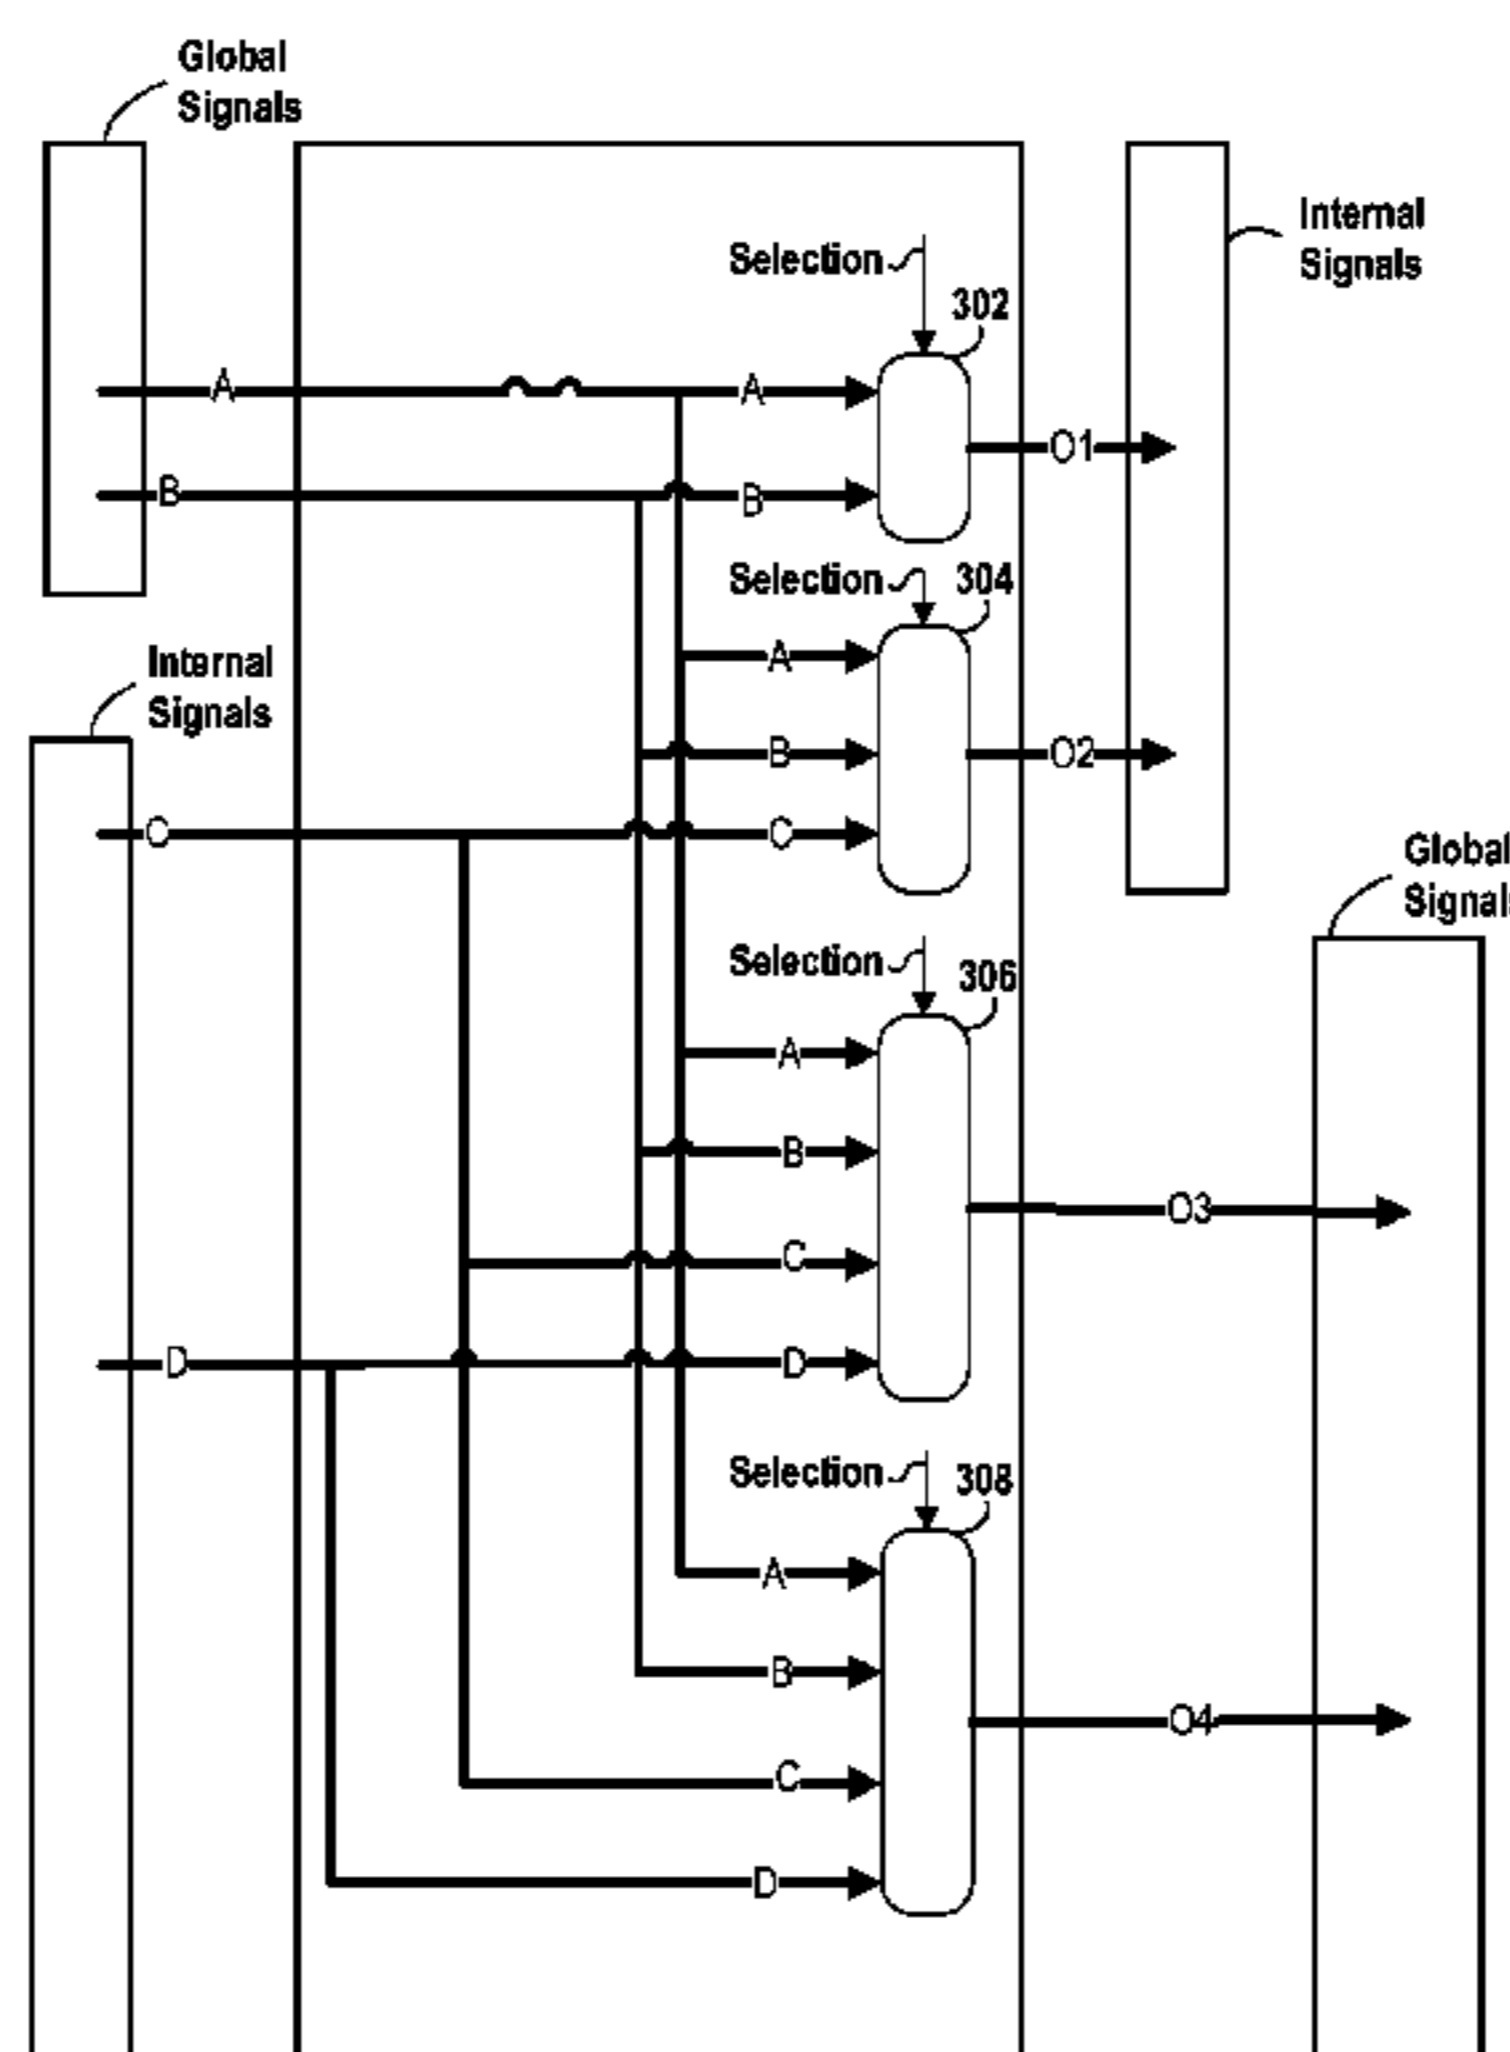 Global
Signals
Internal
Signals
Selection
302
A
A
O1
B
B
Selection
304
Internal
Signals
A
B
O2
C
C
Global
Signals
Selection
306
A
B
O3
C
D
D
Selection
308
A
B
O4
C
D